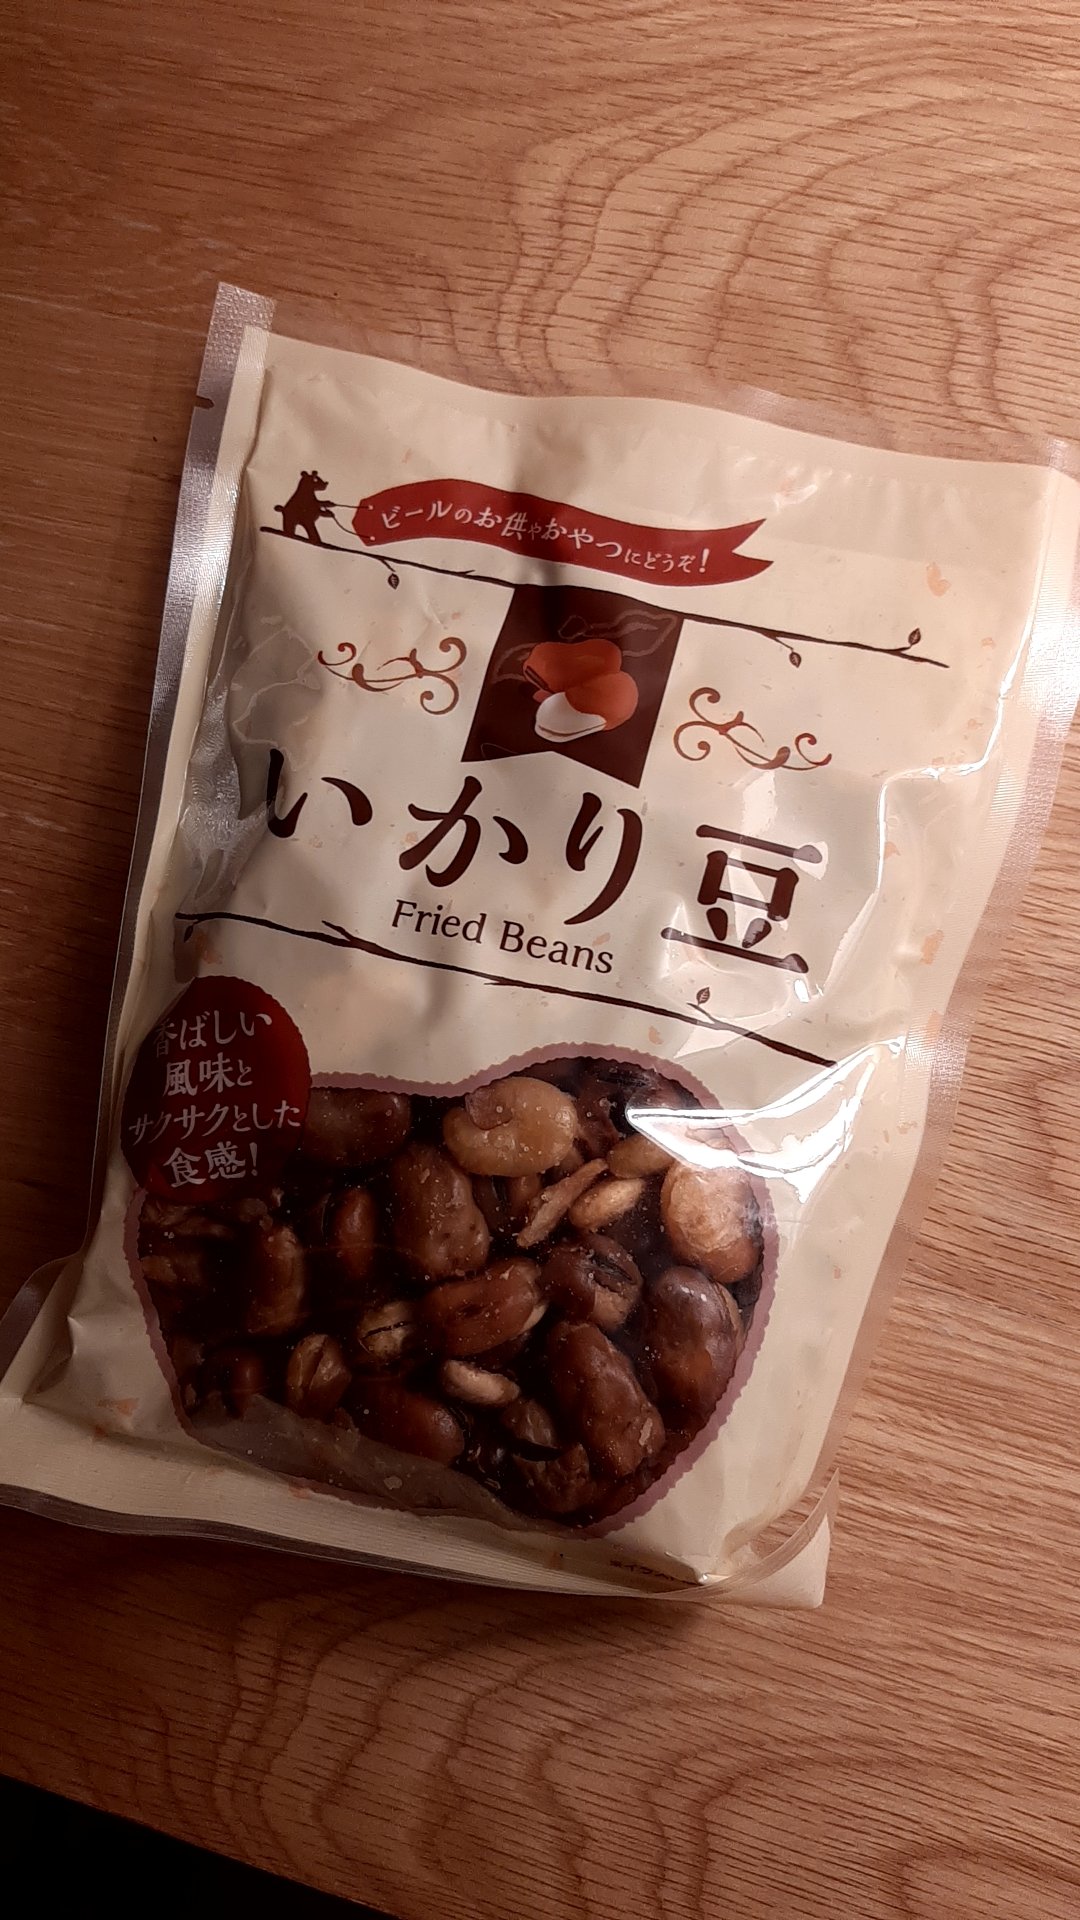 ビールのお供やおやつにどうぞ!
いかり豆
Fried Beans
香ばしい
風味と
サクサクとした
食感!